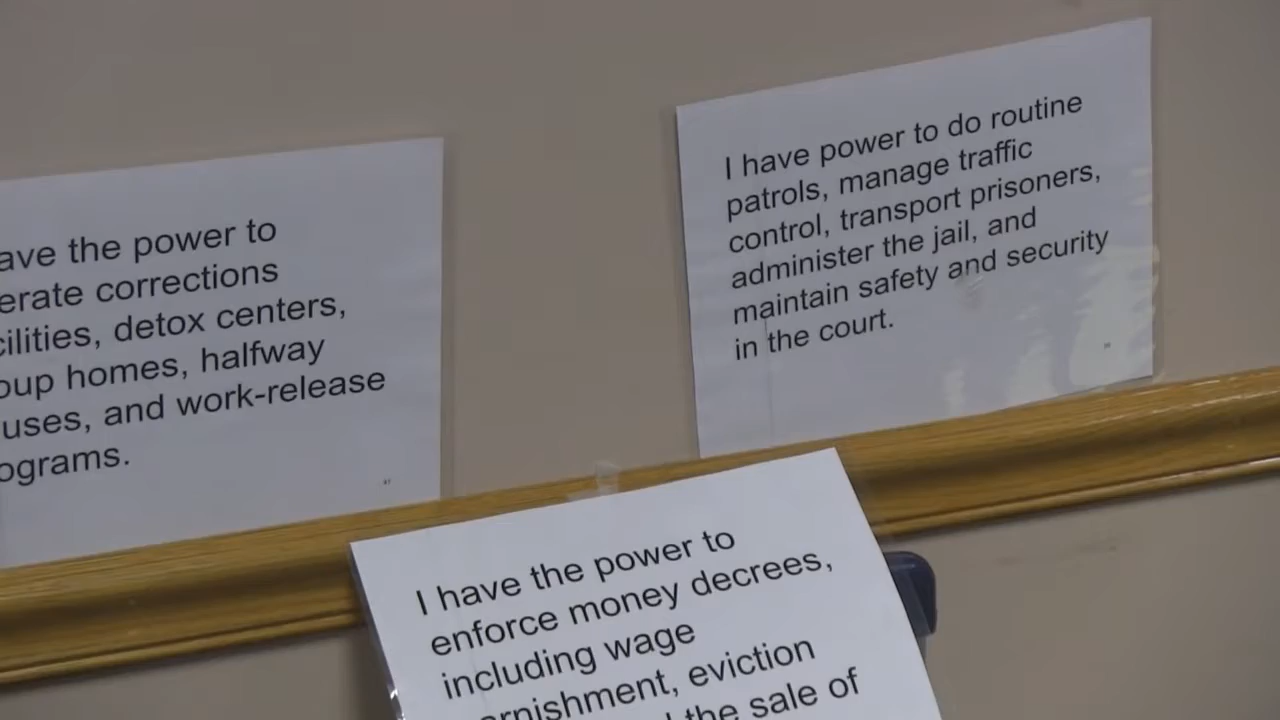 ave the power to
erate corrections
cilities, detox centers,
oup homes, halfway
uses, and work-release
ograms.
I have power to do routine
patrols, manage traffic
control, transport prisoners,
administer the jail, and
maintain safety and security
in the court.
I have the power to
enforce money decrees,
including wage
arnishment, eviction
the sale of